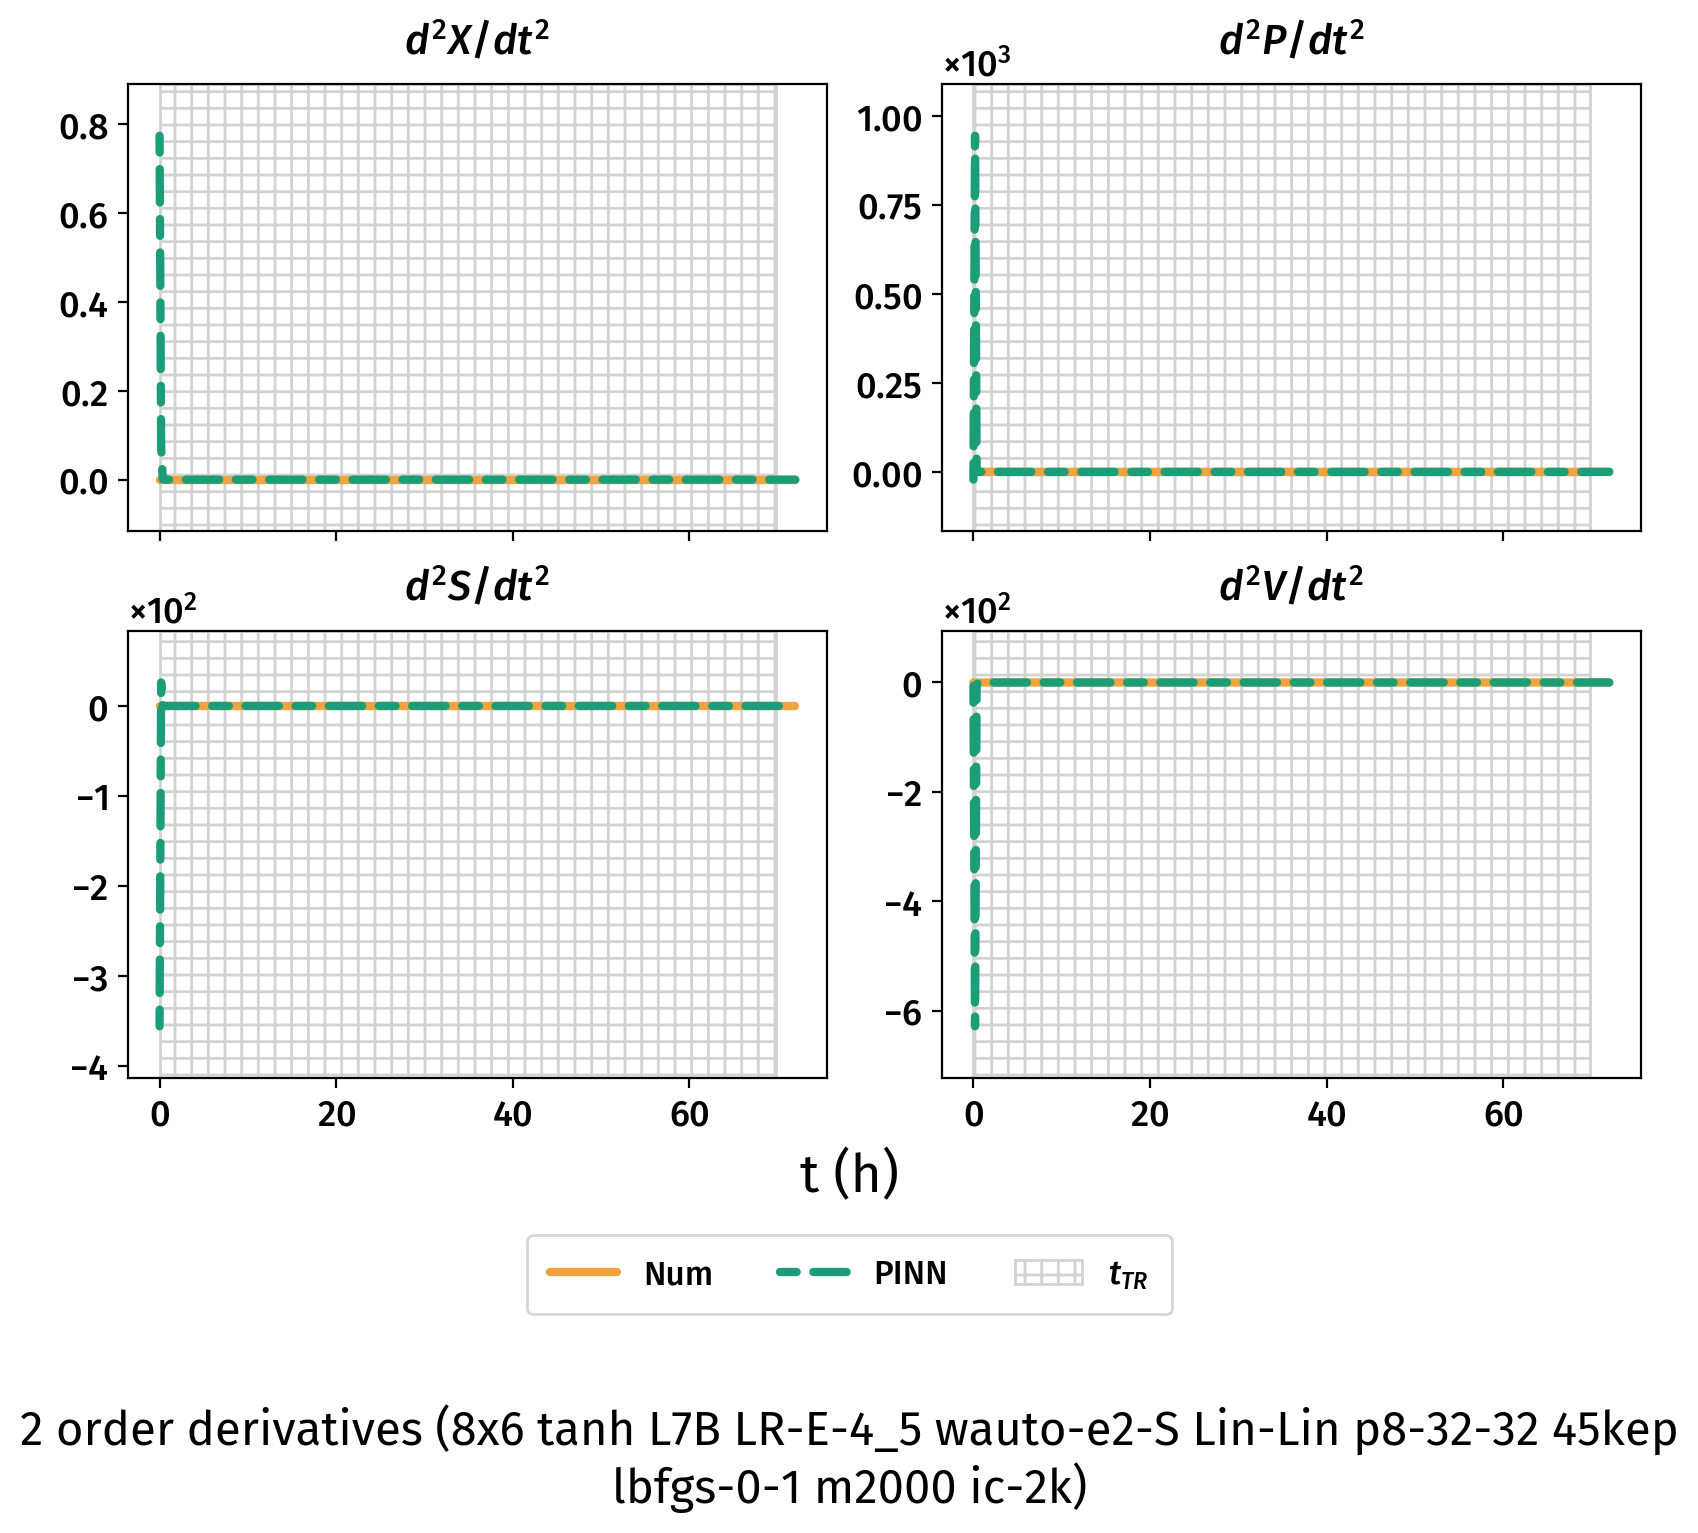 d²X/dt²
0.8
0.6
0.4
0.2
0.0
d²P/dt²
×10³
1.00
0.75
0.50
0.25
0.00
d²S/dt²
×10²
0
−1
−2
−3
−4
0 20 40 60
d²V/dt²
×10²
0
−2
−4
−6
0 20 40 60
t (h)
Num PINN t_TR
2 order derivatives (8x6 tanh L7B LR-E-4_5 wauto-e2-S Lin-Lin p8-32-32 45kep
lbfgs-0-1 m2000 ic-2k)